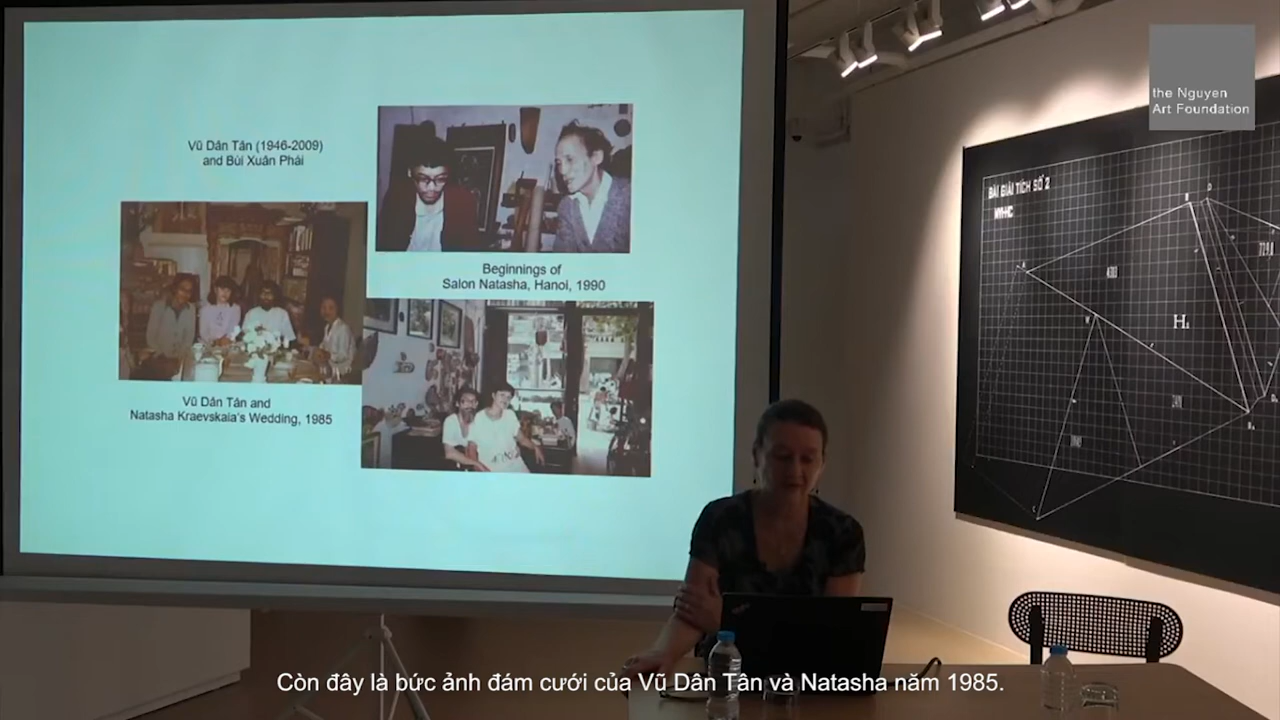 Vũ Dân Tân (1946-2009)
and Bùi Xuân Phái
Beginnings of
Salon Natasha, Hanoi, 1990
Vũ Dân Tân and
Natasha Kraevskaia's Wedding, 1985
the Nguyen
Art Foundation
BÀI GIẢI TÍCH SỐ 2
H₁
Còn đây là bức ảnh đám cưới của Vũ Dân Tân và Natasha năm 1985.